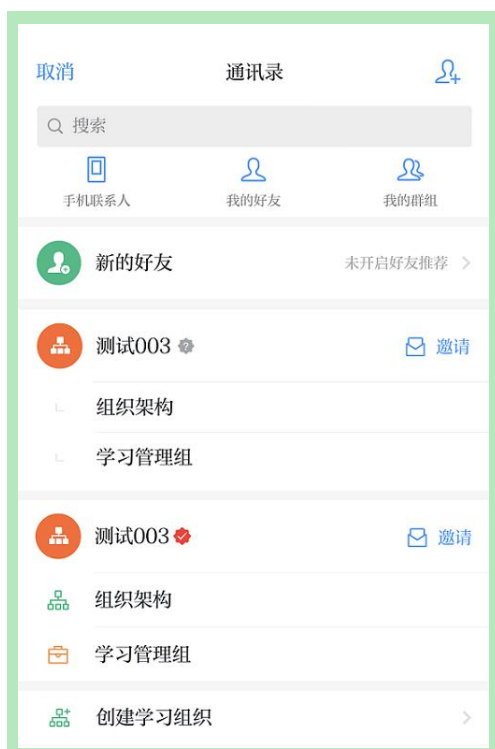 取消 通讯录
搜索
手机联系人 我的好友 我的群组
新的好友 未开启好友推荐
测试003 邀请
组织架构
学习管理组
测试003 邀请
组织架构
学习管理组
创建学习组织